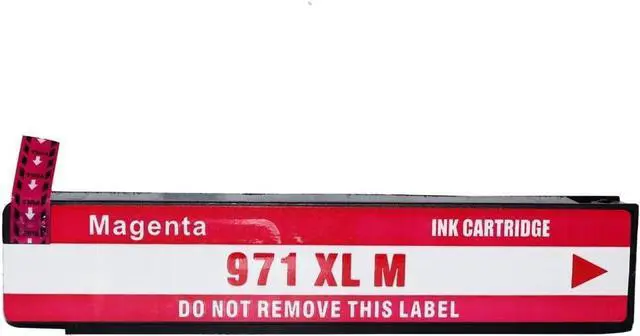 Magenta
INK CARTRIDGE
971 XL M
DO NOT REMOVE THIS LABEL